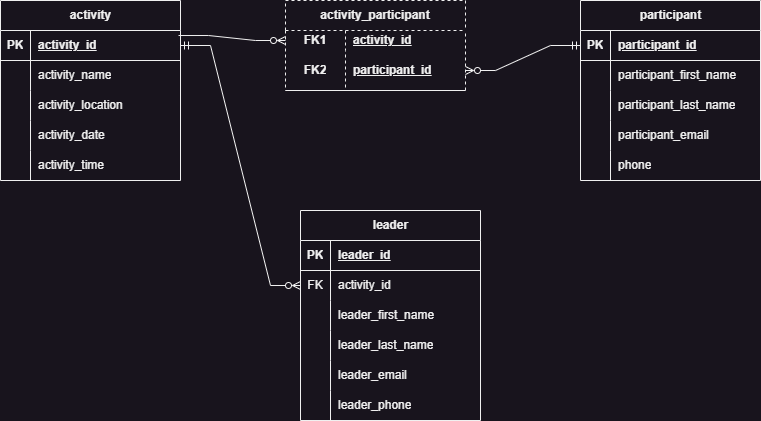 activity
PK activity_id
activity_name
activity_location
activity_date
activity_time
activity_participant
FK1 activity_id
FK2 participant_id
participant
PK participant_id
participant_first_name
participant_last_name
participant_email
phone
leader
PK leader_id
FK activity_id
leader_first_name
leader_last_name
leader_email
leader_phone